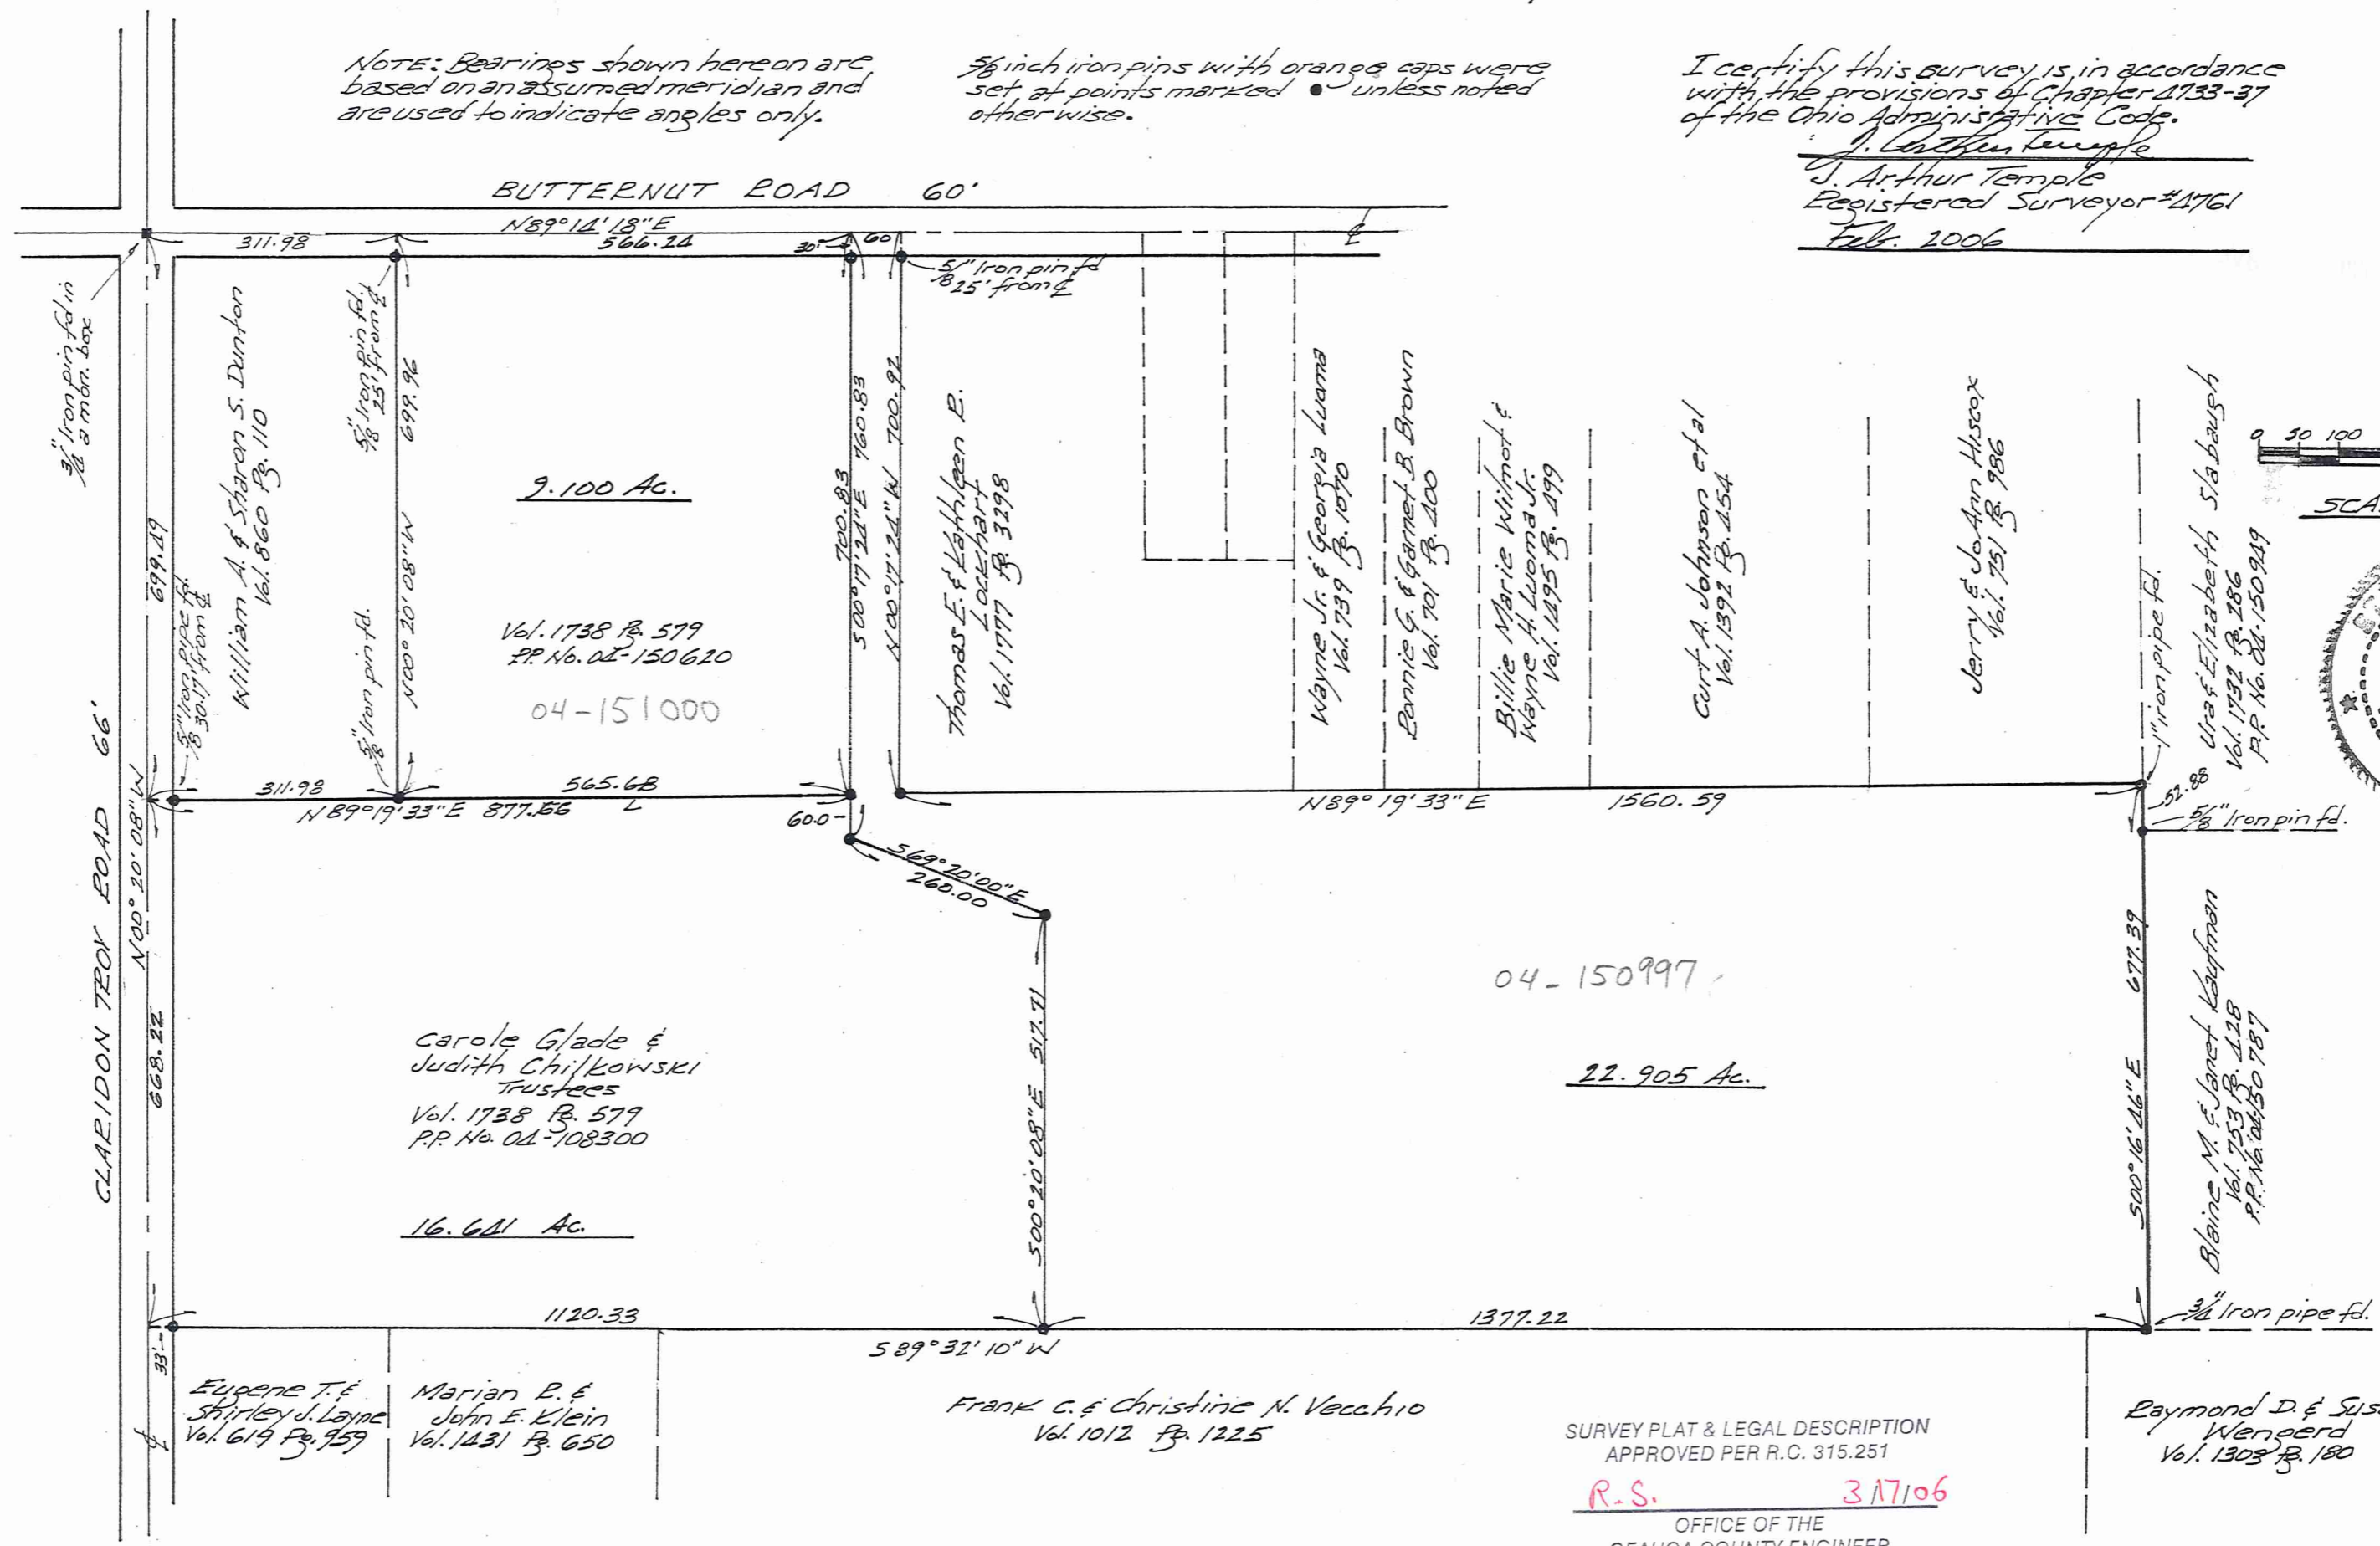 NOTE: Bearings shown hereon are
based on an assumed meridian and
are used to indicate angles only.
5/8 inch iron pins with orange caps were
set at points marked ● unless noted
otherwise.
I certify this survey is in accordance
with the provisions of Chapter 4733-37
of the Ohio Administrative Code.
J. Arthur Temple
J. Arthur Temple
Registered Surveyor #4761
Feb. 2006
BUTTERNUT ROAD 60'
N89°14'18"E
311.98
566.24
30'
60
3/4" Iron pin fd in
a mon. box
5/8" Iron pin fd.
25' from ℄
5/8" Iron pin fd
25' from ℄
William A. & Sharon S. Dunton
Vol. 860 Pg. 110
699.49
5/8" Iron pipe fd.
30.17 from ℄
699.96
N00°20'08"W
5/8" Iron pin fd.
9.100 Ac.
Vol. 1738 Pg. 579
P.P. No. 04-150620
04-151000
700.83
S00°17'24"E 760.83
N00°17'24"W 700.92
Thomas E. & Kathleen R.
Lockhart
Vol. 1777 Pg. 3298
Wayne Jr. & Georgia Luoma
Vol. 739 Pg. 1070
Ronnie G. & Garnet B. Brown
Vol. 701 Pg. 400
Billie Marie Wilmot &
Wayne H. Luoma Jr.
Vol. 1495 Pg. 499
Curt A. Johnson et al
Vol. 1392 Pg. 454
Jerry & JoAnn Hiscox
Vol. 751 Pg. 986
1" iron pipe fd.
Ura & Elizabeth Slabaugh
Vol. 1732 Pg. 286
P.P. No. 04-150949
0 50 100
SCA
311.98
565.68
N89°19'33"E 877.66
60.0
N89°19'33"E 1560.59
52.88
5/8" Iron pin fd.
S69°20'00"E
260.00
CLARIDON TROY ROAD 66'
N00°20'08"W
668.22
Carole Glade &
Judith Chilkowski
Trustees
Vol. 1738 Pg. 579
P.P. No. 04-108300
16.641 Ac.
S00°20'08"E 517.71
04-150997
22.905 Ac.
S00°16'46"E 677.39
Blaine M. & Janet Kaufman
Vol. 753 Pg. 428
P.P. No. 04-150787
3/4" Iron pipe fd.
1120.33
1377.22
S89°32'10"W
33'
℄
Eugene T. &
Shirley J. Layne
Vol. 619 Pg. 959
Marian R. &
John E. Klein
Vol. 1431 Pg. 650
Frank C. & Christine N. Vecchio
Vol. 1012 Pg. 1225
Raymond D. & Sus
Wengerd
Vol. 1303 Pg. 180
SURVEY PLAT & LEGAL DESCRIPTION
APPROVED PER R.C. 315.251
R.S. 3/17/06
OFFICE OF THE
GEAUGA COUNTY ENGINEER